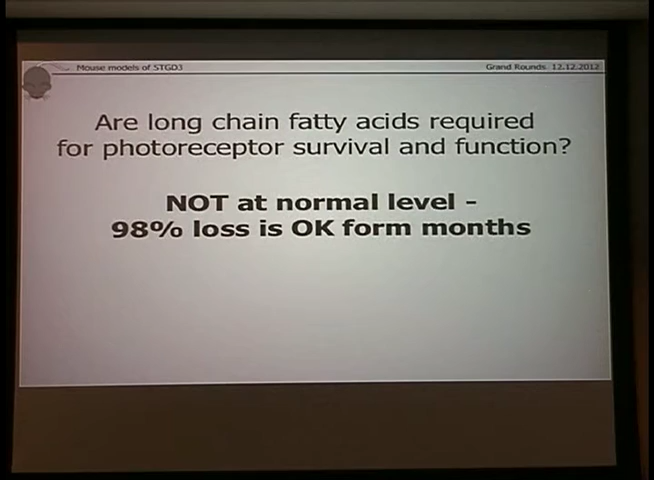 Mouse models of STGD3
Grand Rounds 12.12.2012
Are long chain fatty acids required
for photoreceptor survival and function?
NOT at normal level -
98% loss is OK form months